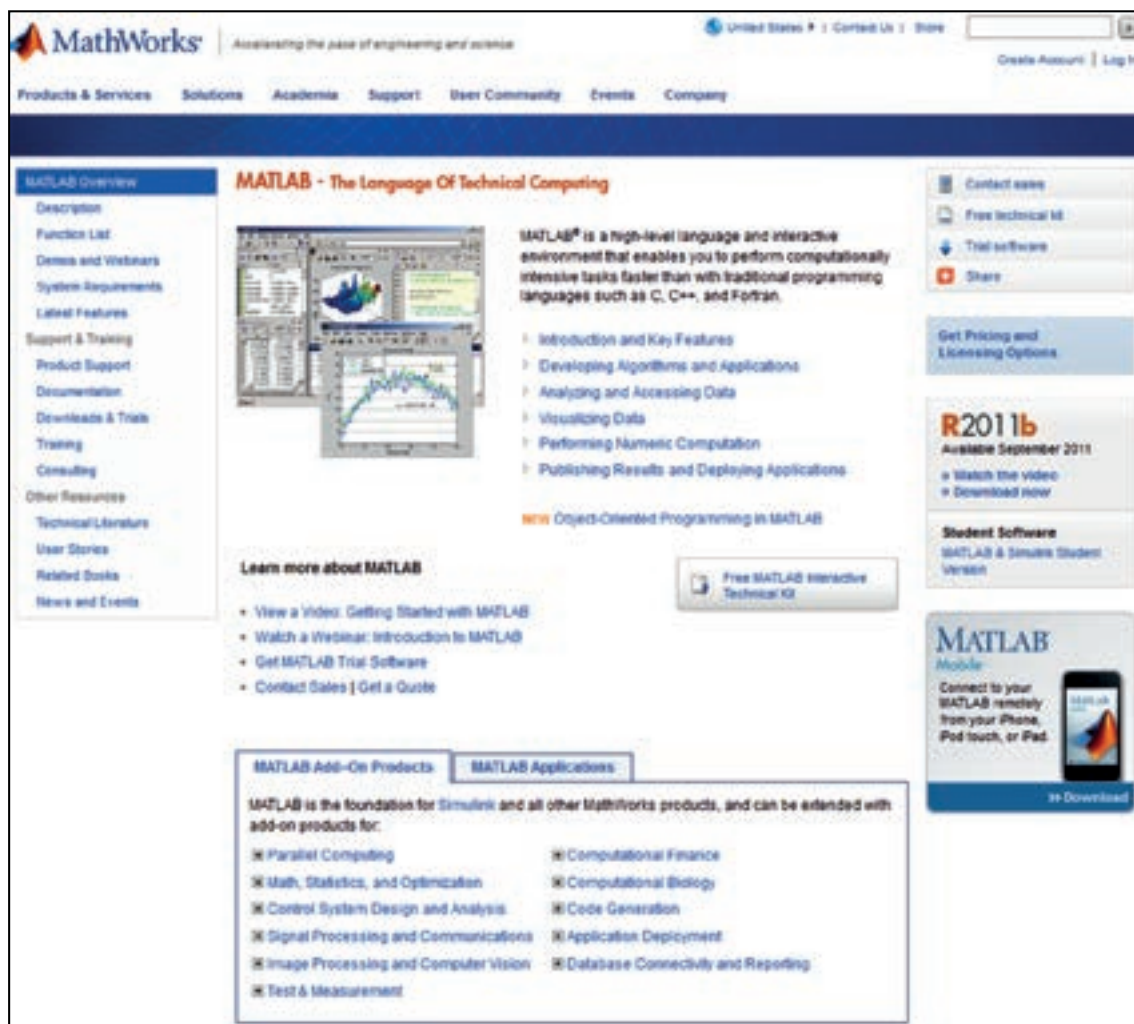 MathWorks
Accelerating the pace of engineering and science
United States | Contact Us | Store
Create Account | Log In
Products & Services Solutions Academia Support User Community Events Company
MATLAB Overview
Description
Function List
Demos and Webinars
System Requirements
Latest Features
Support & Training
Product Support
Documentation
Downloads & Trials
Training
Consulting
Other Resources
Technical Literature
User Stories
Related Books
News and Events
MATLAB - The Language Of Technical Computing
MATLAB® is a high-level language and interactive
environment that enables you to perform computationally
intensive tasks faster than with traditional programming
languages such as C, C++, and Fortran.
Introduction and Key Features
Developing Algorithms and Applications
Analyzing and Accessing Data
Visualizing Data
Performing Numeric Computation
Publishing Results and Deploying Applications
NEW Object-Oriented Programming in MATLAB
Learn more about MATLAB
• View a Video: Getting Started with MATLAB
• Watch a Webinar: Introduction to MATLAB
• Get MATLAB Trial Software
• Contact Sales | Get a Quote
Free MATLAB Interactive
Technical Kit
MATLAB Add-On Products MATLAB Applications
MATLAB is the foundation for Simulink and all other MathWorks products, and can be extended with
add-on products for:
Parallel Computing
Math, Statistics, and Optimization
Control System Design and Analysis
Signal Processing and Communications
Image Processing and Computer Vision
Test & Measurement
Computational Finance
Computational Biology
Code Generation
Application Deployment
Database Connectivity and Reporting
Contact sales
Free technical kit
Trial software
Share
Get Pricing and
Licensing Options
R2011b
Available September 2011
» Watch the video
» Download now
Student Software
MATLAB & Simulink Student
Version
MATLAB
Mobile
Connect to your
MATLAB remotely
from your iPhone,
iPod touch, or iPad.
MATLAB
>> Download